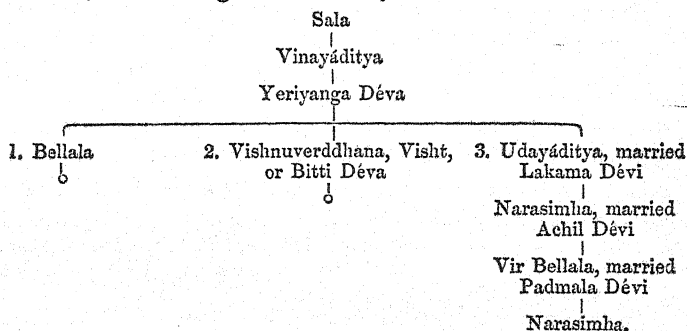 Sala
Vinayáditya
Yeriyanga Déva
1. Bellala
2. Vishnuverddhana, Visht,
or Bitti Déva
3. Udayáditya, married
Lakama Dévi
Narasimha, married
Achil Dévi
Vir Bellala, married
Padmala Dévi
Narasimha.